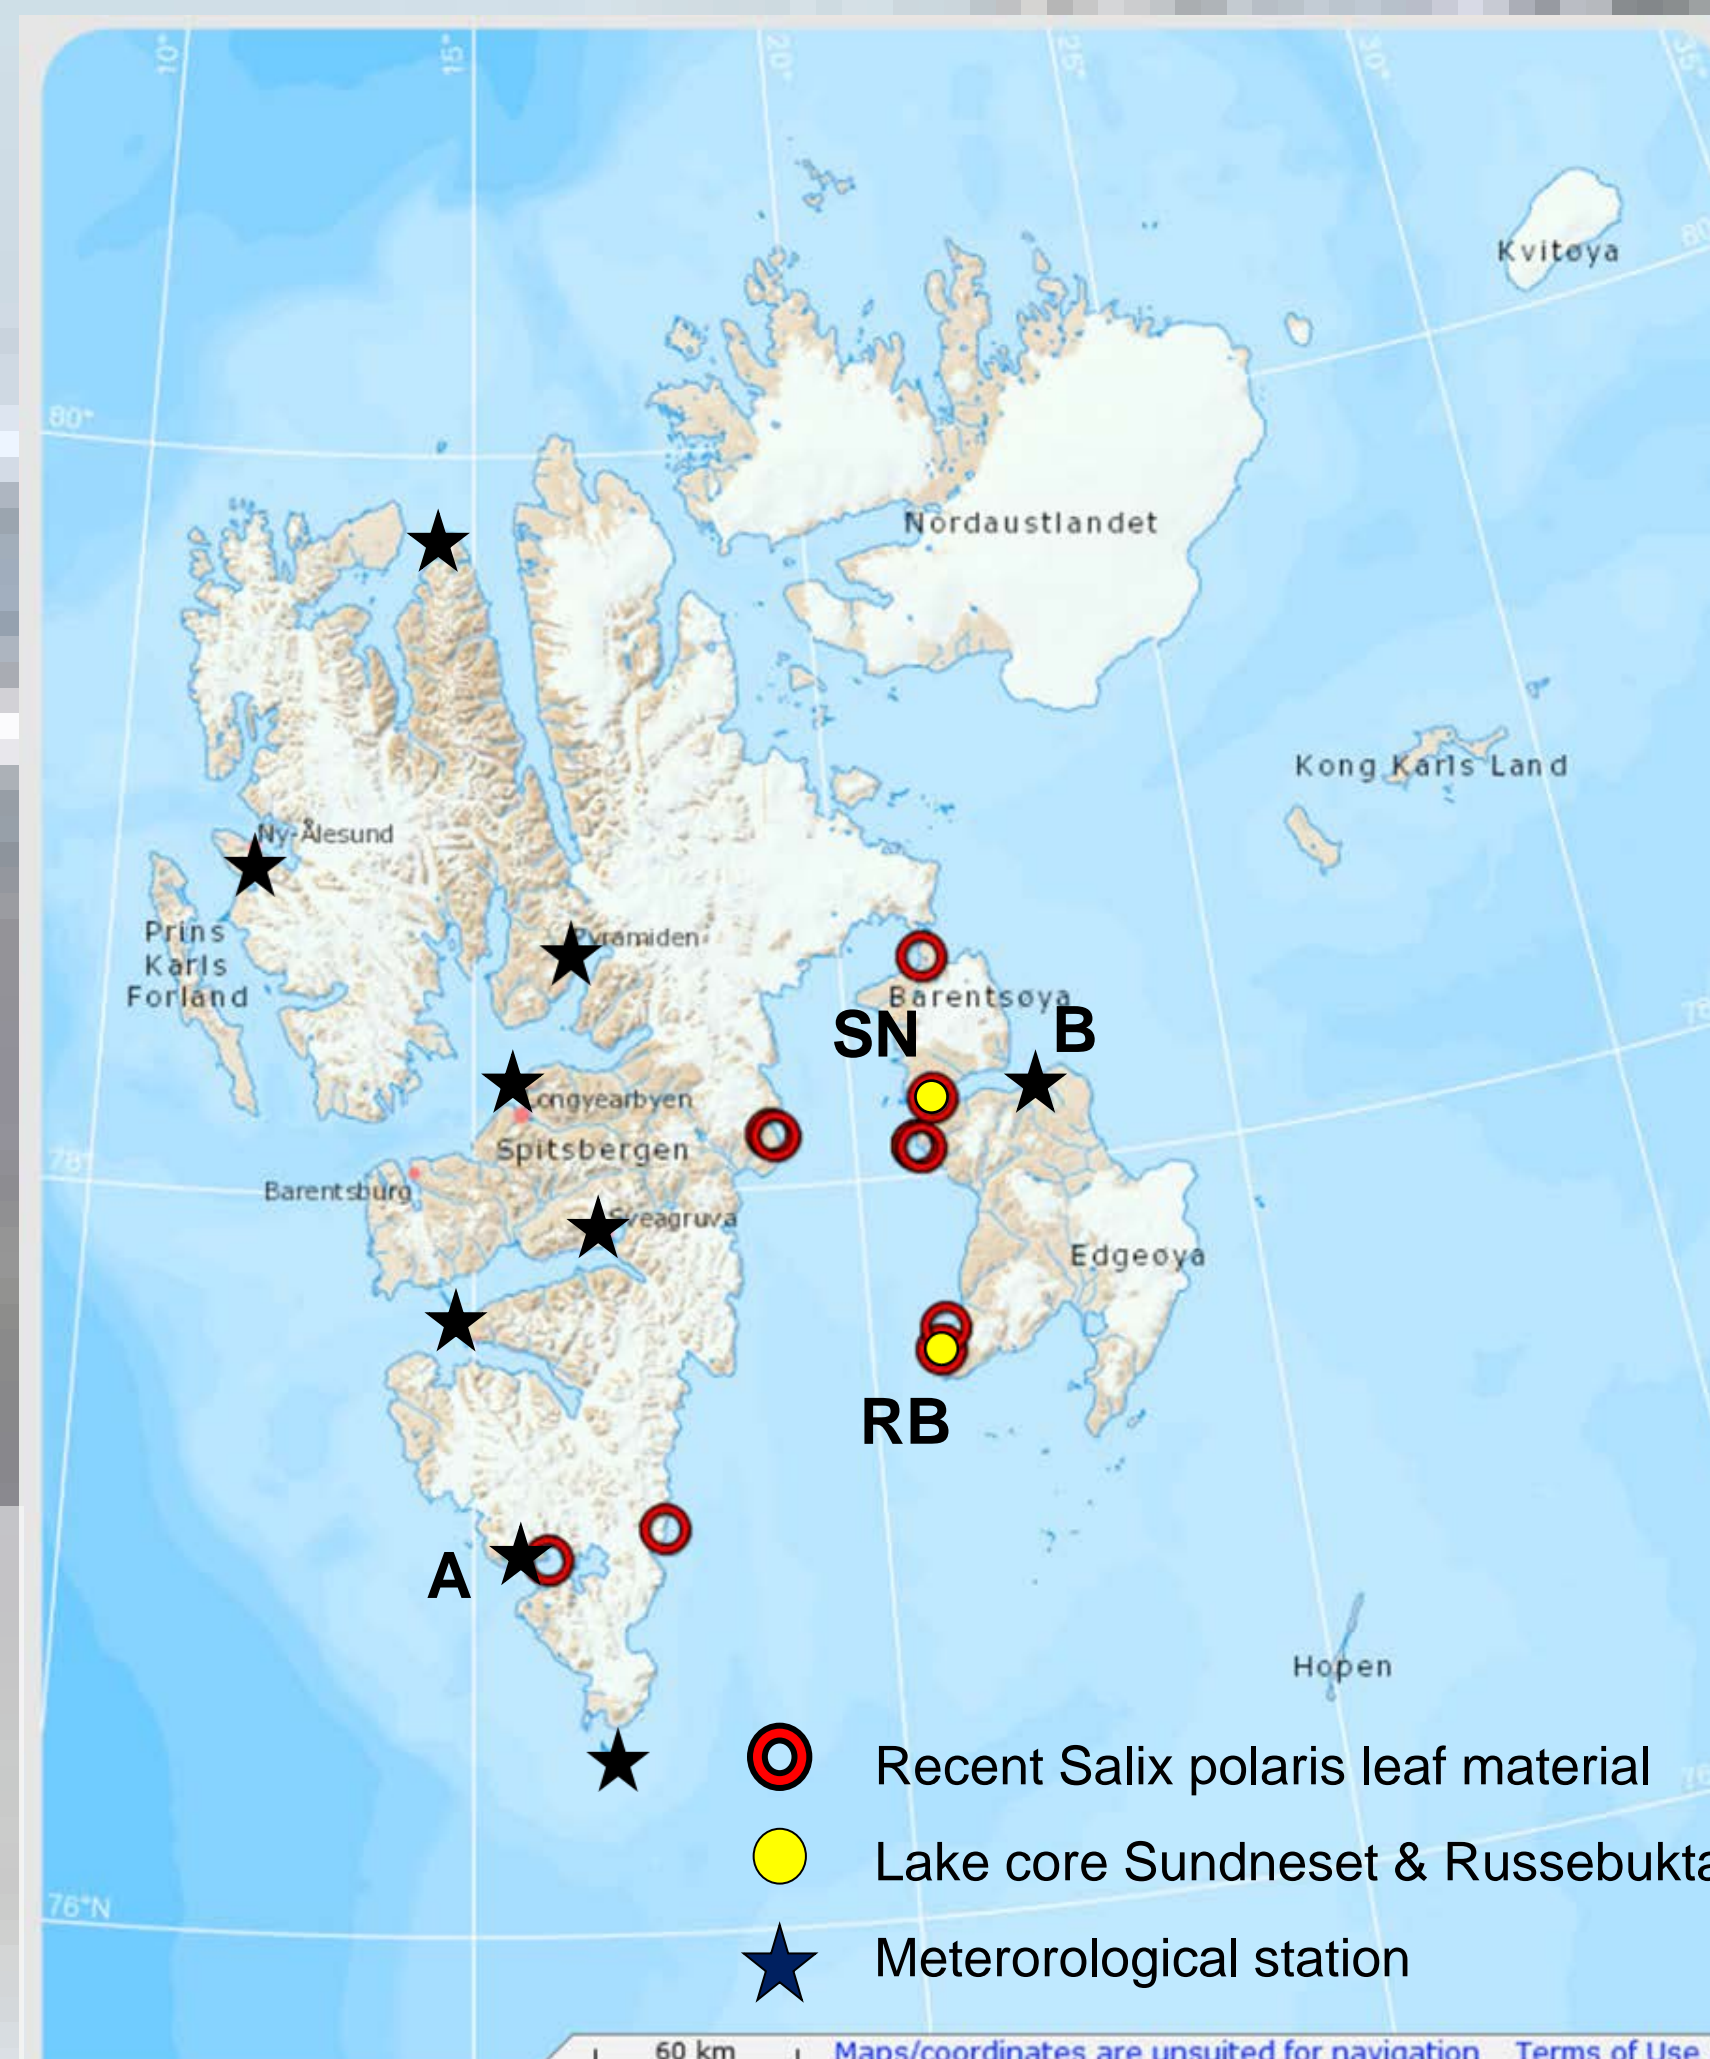 10°
15°
20°
25°
30°
35°
Kvitøya
80°
Nordaustlandet
Kong Karls Land
Ny-Ålesund
Prins
Karls
Forland
Pyramiden
Barentsøya
SN
B
Longyearbyen
Spitsbergen
78°
Barentsburg
Sveagruva
Edgeøya
RB
A
Hopen
Recent Salix polaris leaf material
Lake core Sundneset & Russebukta
76°N
Meterorological station
60 km
Maps/coordinates are unsuited for navigation
Terms of Use